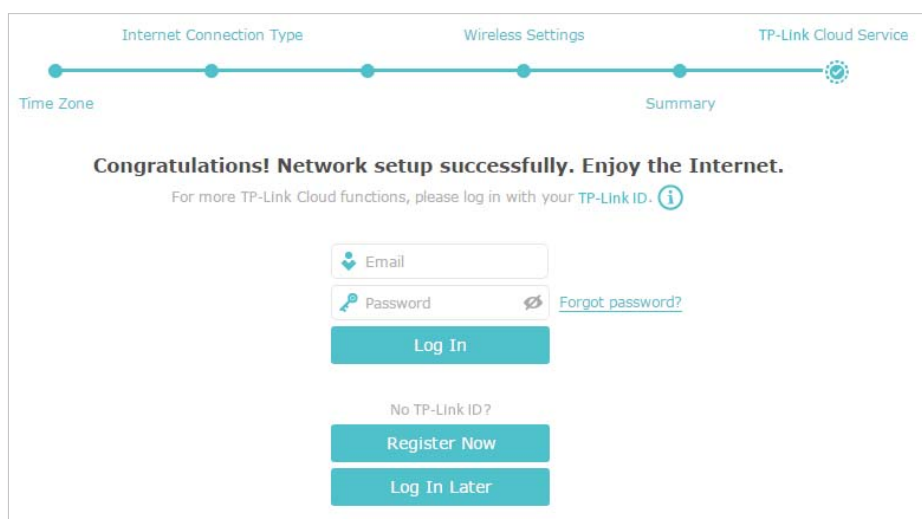 Internet Connection Type
Wireless Settings
TP-Link Cloud Service
Time Zone
Summary
Congratulations! Network setup successfully. Enjoy the Internet.
For more TP-Link Cloud functions, please log in with your TP-Link ID.
Email
Password
Forgot password?
Log In
No TP-Link ID?
Register Now
Log In Later